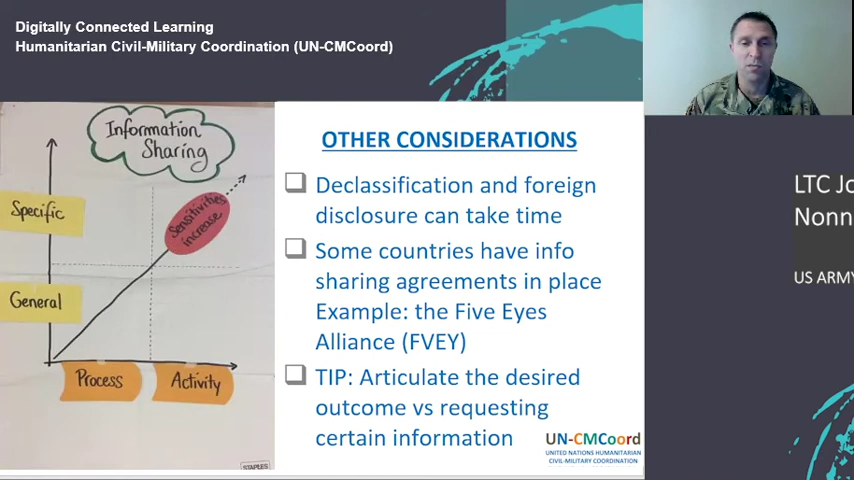 Digitally Connected Learning
Humanitarian Civil-Military Coordination (UN-CMCoord)
Information
Sharing
Specific
Sensitivities
increase
General
Process
Activity
STAPLES
OTHER CONSIDERATIONS
Declassification and foreign
disclosure can take time
Some countries have info
sharing agreements in place
Example: the Five Eyes
Alliance (FVEY)
TIP: Articulate the desired
outcome vs requesting
certain information
UN-CMCoord
UNITED NATIONS HUMANITARIAN
CIVIL-MILITARY COORDINATION
LTC Jo
Nonn
US ARMY